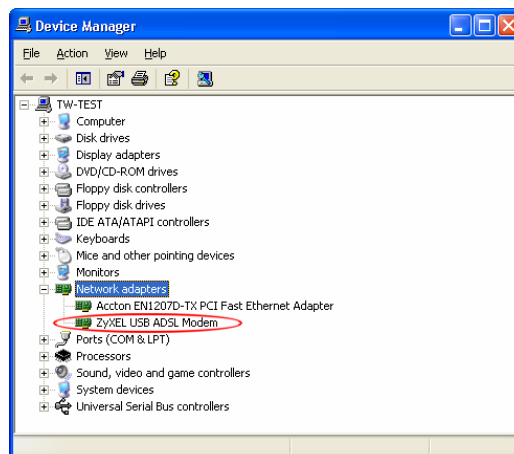 Device Manager
File Action View Help
TW-TEST
Computer
Disk drives
Display adapters
DVD/CD-ROM drives
Floppy disk controllers
Floppy disk drives
IDE ATA/ATAPI controllers
Keyboards
Mice and other pointing devices
Monitors
Network adapters
Accton EN1207D-TX PCI Fast Ethernet Adapter
ZyXEL USB ADSL Modem
Ports (COM & LPT)
Processors
Sound, video and game controllers
System devices
Universal Serial Bus controllers